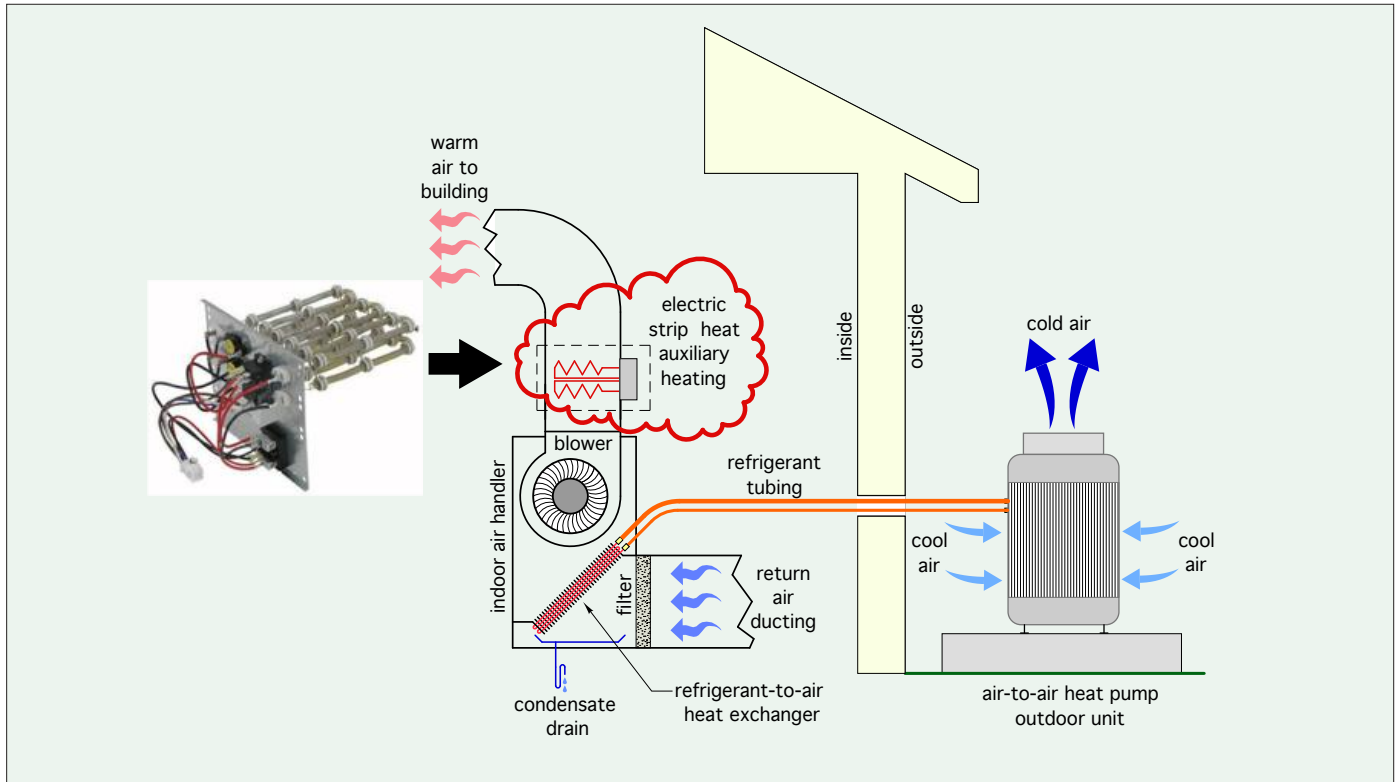 warm
air to
building
electric
strip heat
auxiliary
heating
inside
outside
cold air
blower
indoor air handler
refrigerant
tubing
cool
air
cool
air
filter
return
air
ducting
condensate
drain
refrigerant-to-air
heat exchanger
air-to-air heat pump
outdoor unit